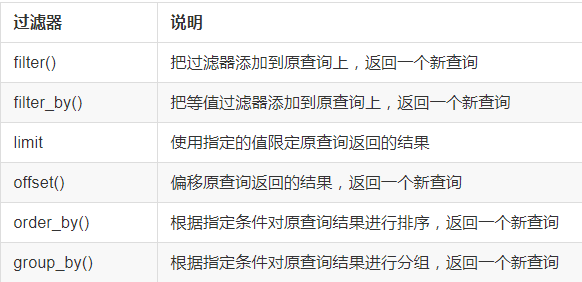 过滤器 说明
filter() 把过滤器添加到原查询上，返回一个新查询
filter_by() 把等值过滤器添加到原查询上，返回一个新查询
limit 使用指定的值限定原查询返回的结果
offset() 偏移原查询返回的结果，返回一个新查询
order_by() 根据指定条件对原查询结果进行排序，返回一个新查询
group_by() 根据指定条件对原查询结果进行分组，返回一个新查询